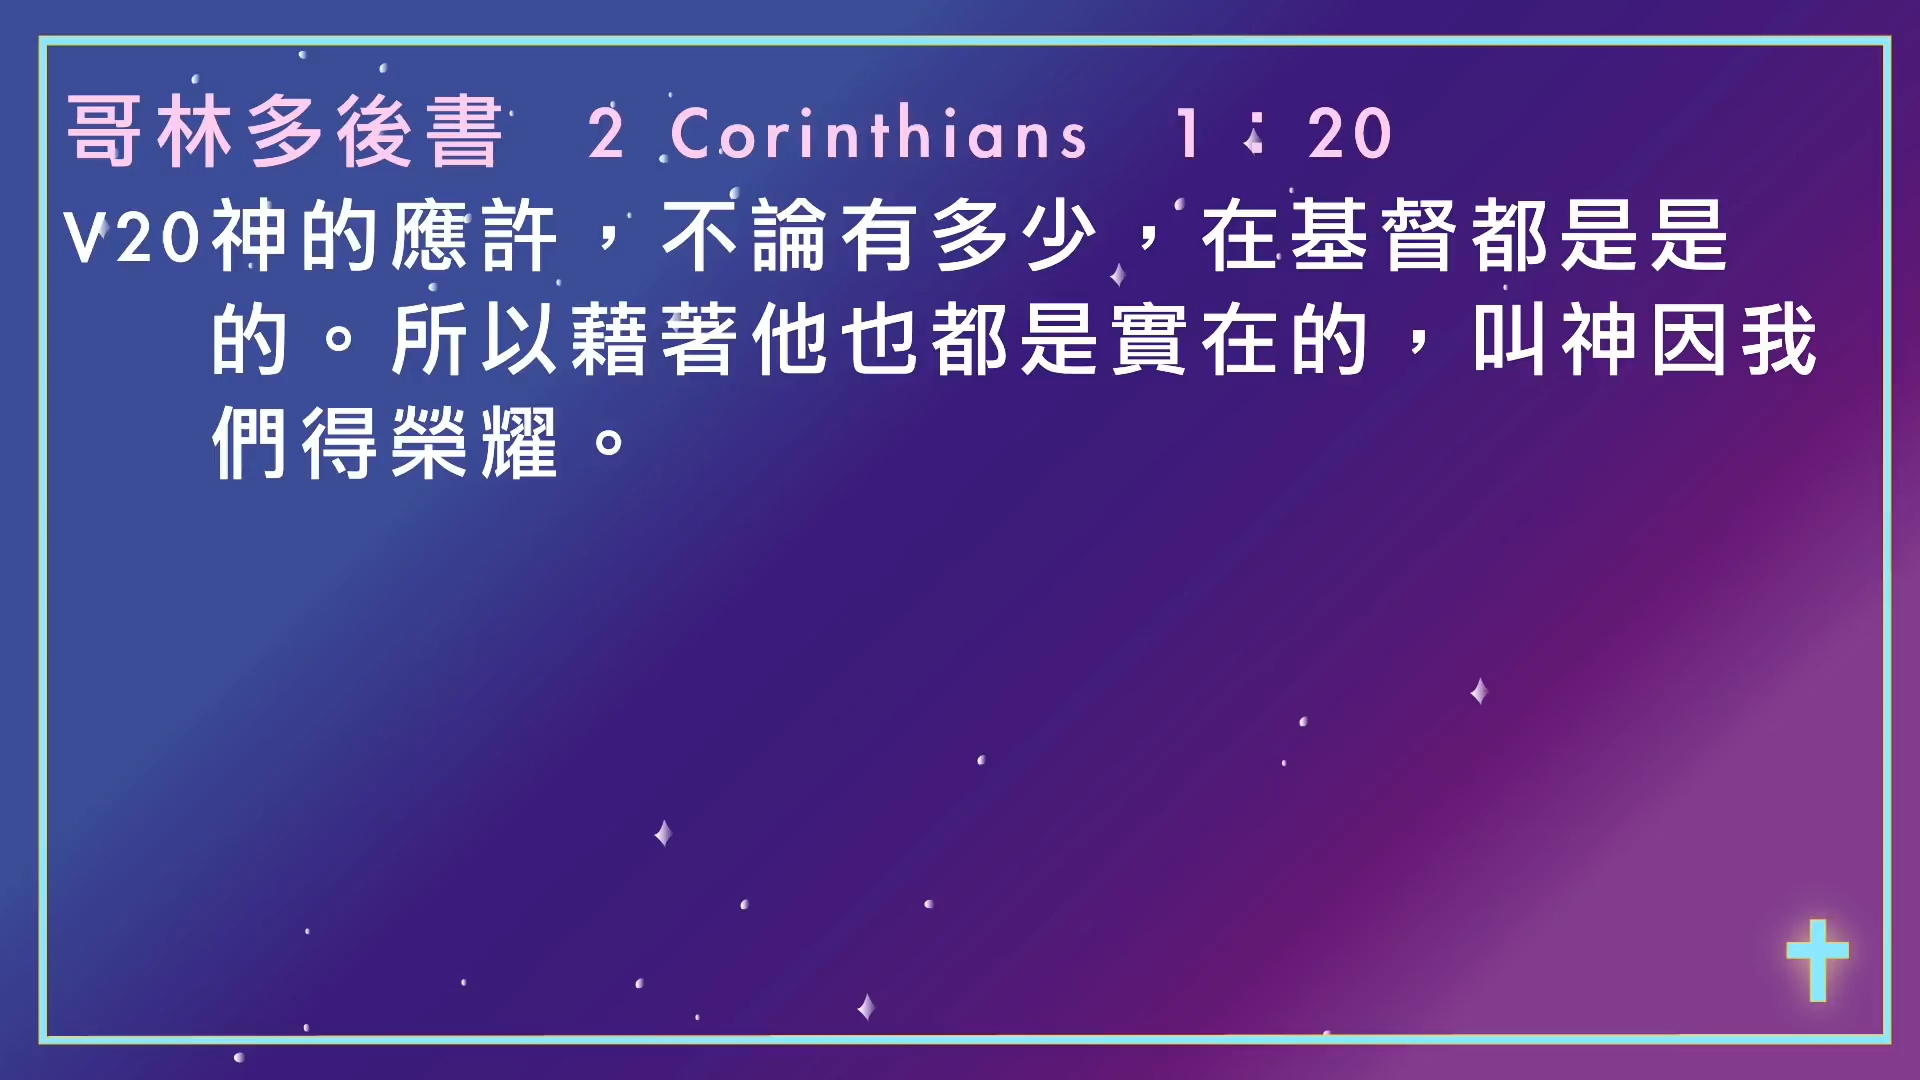 哥林多後書 2 Corinthians 1：20
V20神的應許，不論有多少，在基督都是是
的。所以藉著他也都是實在的，叫神因我
們得榮耀。